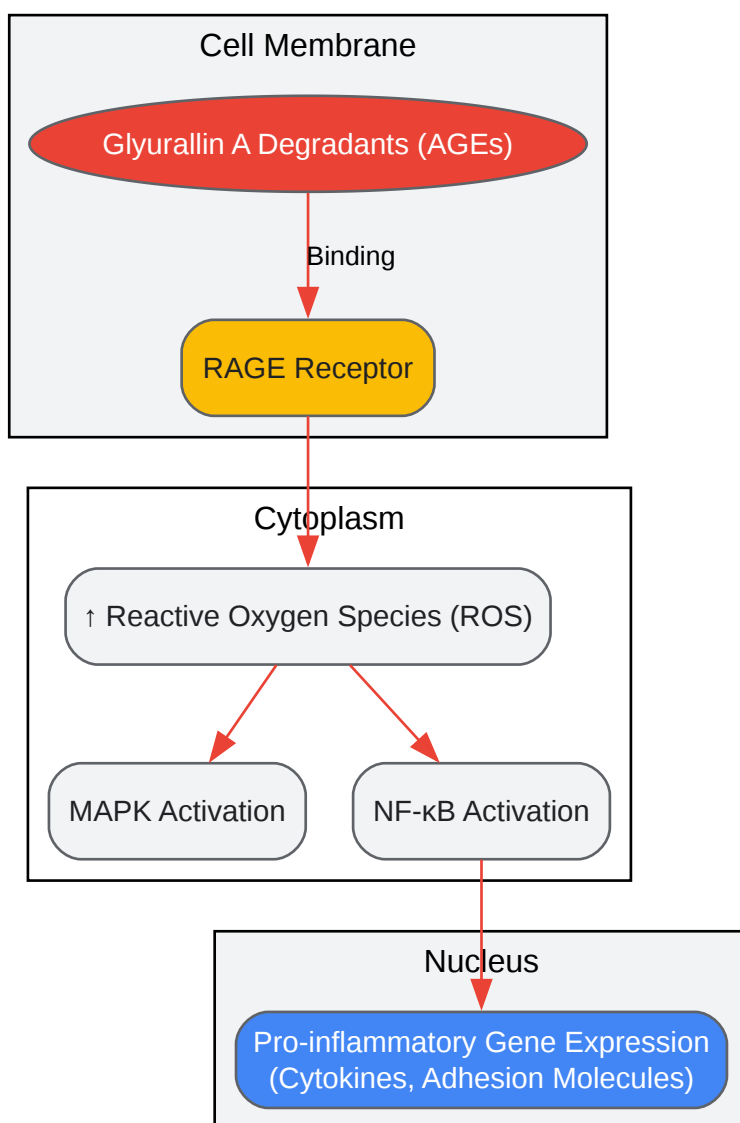 Cell Membrane
Glyurallin A Degradants (AGEs)
Binding
RAGE Receptor
Cytoplasm
↑ Reactive Oxygen Species (ROS)
MAPK Activation
NF-κB Activation
Nucleus
Pro-inflammatory Gene Expression
(Cytokines, Adhesion Molecules)